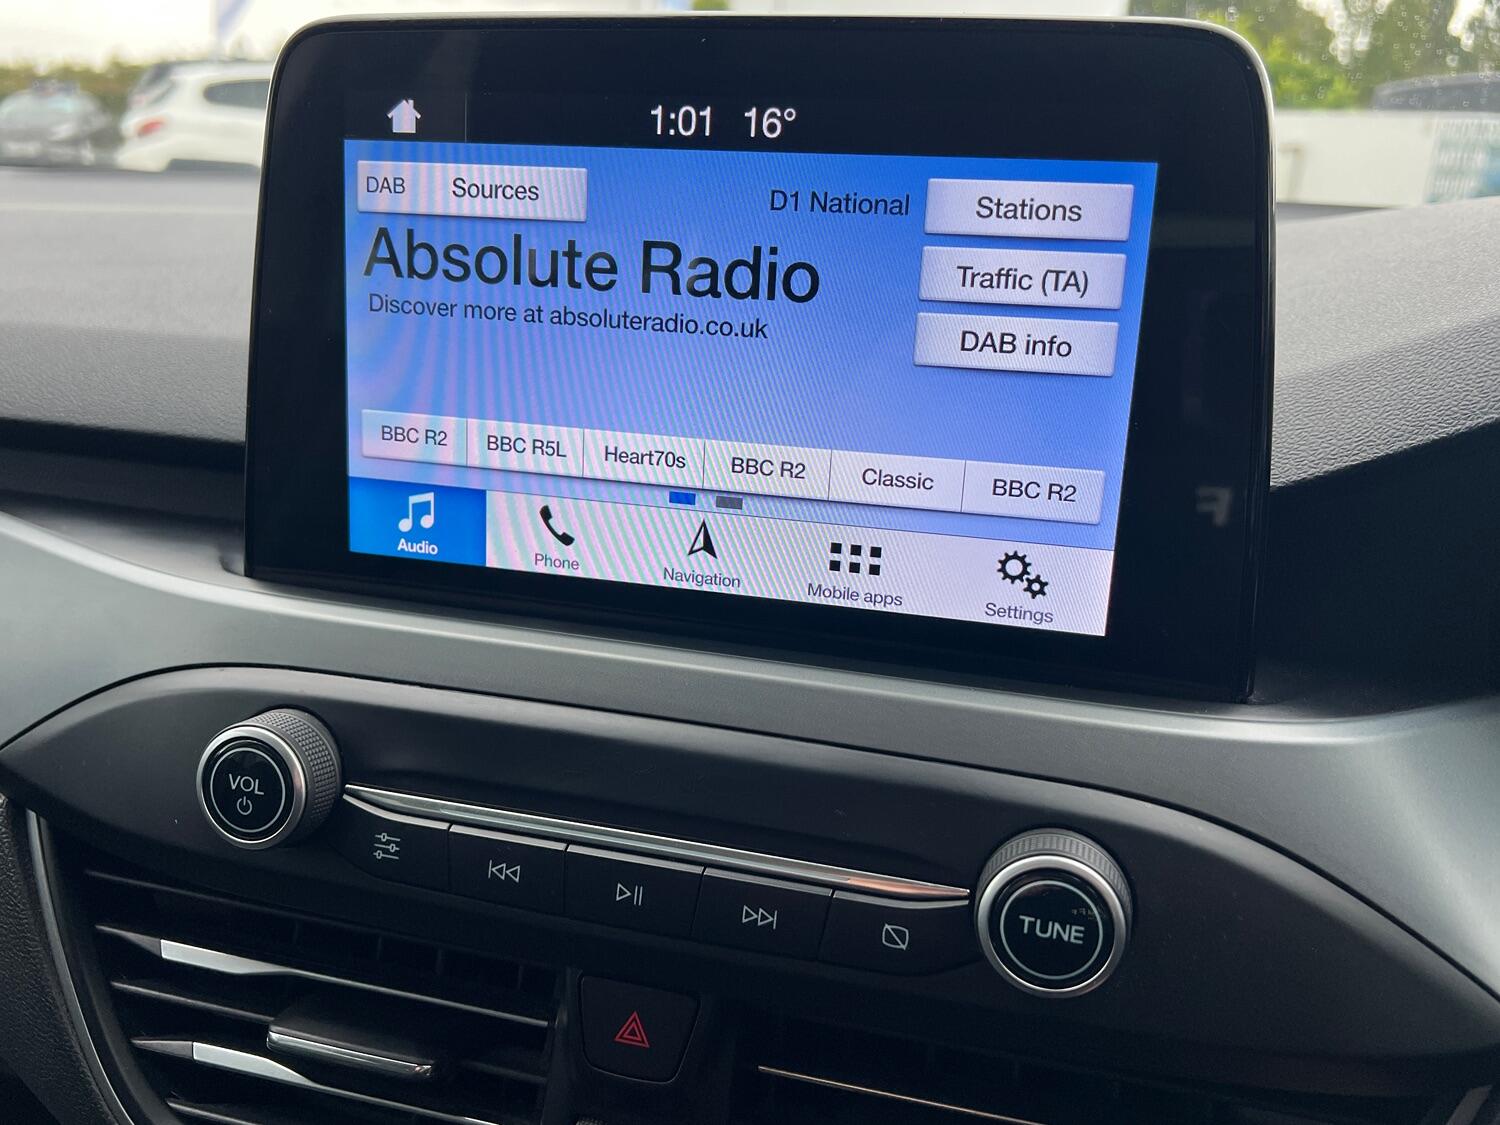 1:01 16°
DAB Sources
D1 National
Stations
Absolute Radio
Discover more at absoluteradio.co.uk
Traffic (TA)
DAB info
BBC R2
BBC R5L
Heart70s
BBC R2
Classic
BBC R2
Audio
Phone
Navigation
Mobile apps
Settings
VOL
TUNE